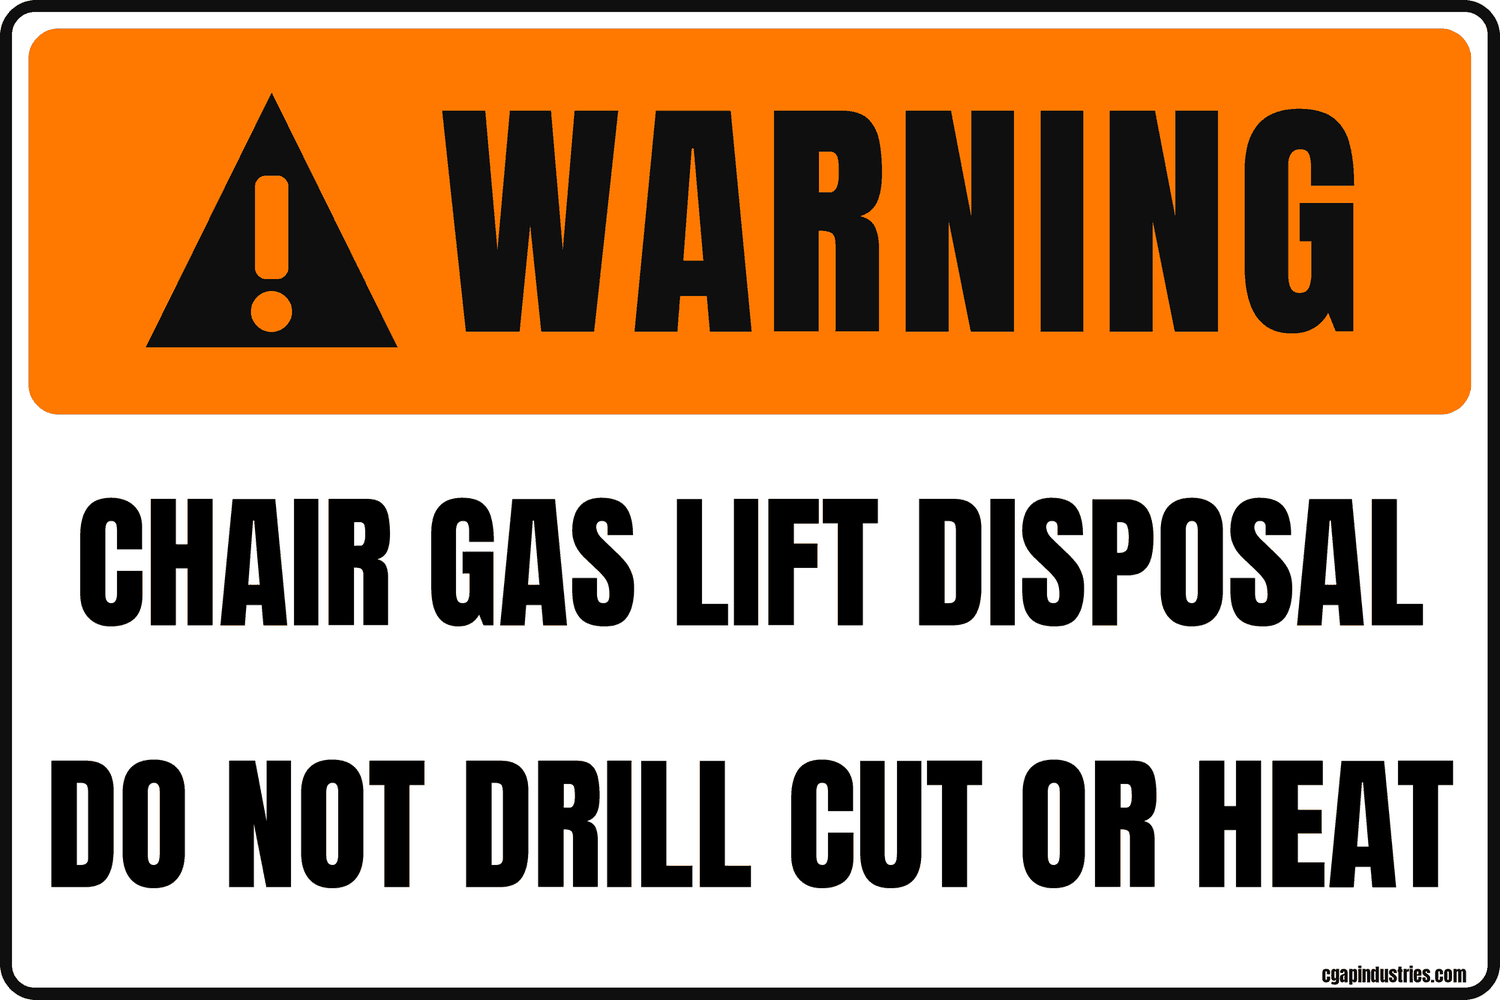 WARNING
CHAIR GAS LIFT DISPOSAL
DO NOT DRILL CUT OR HEAT
cgapindustries.com